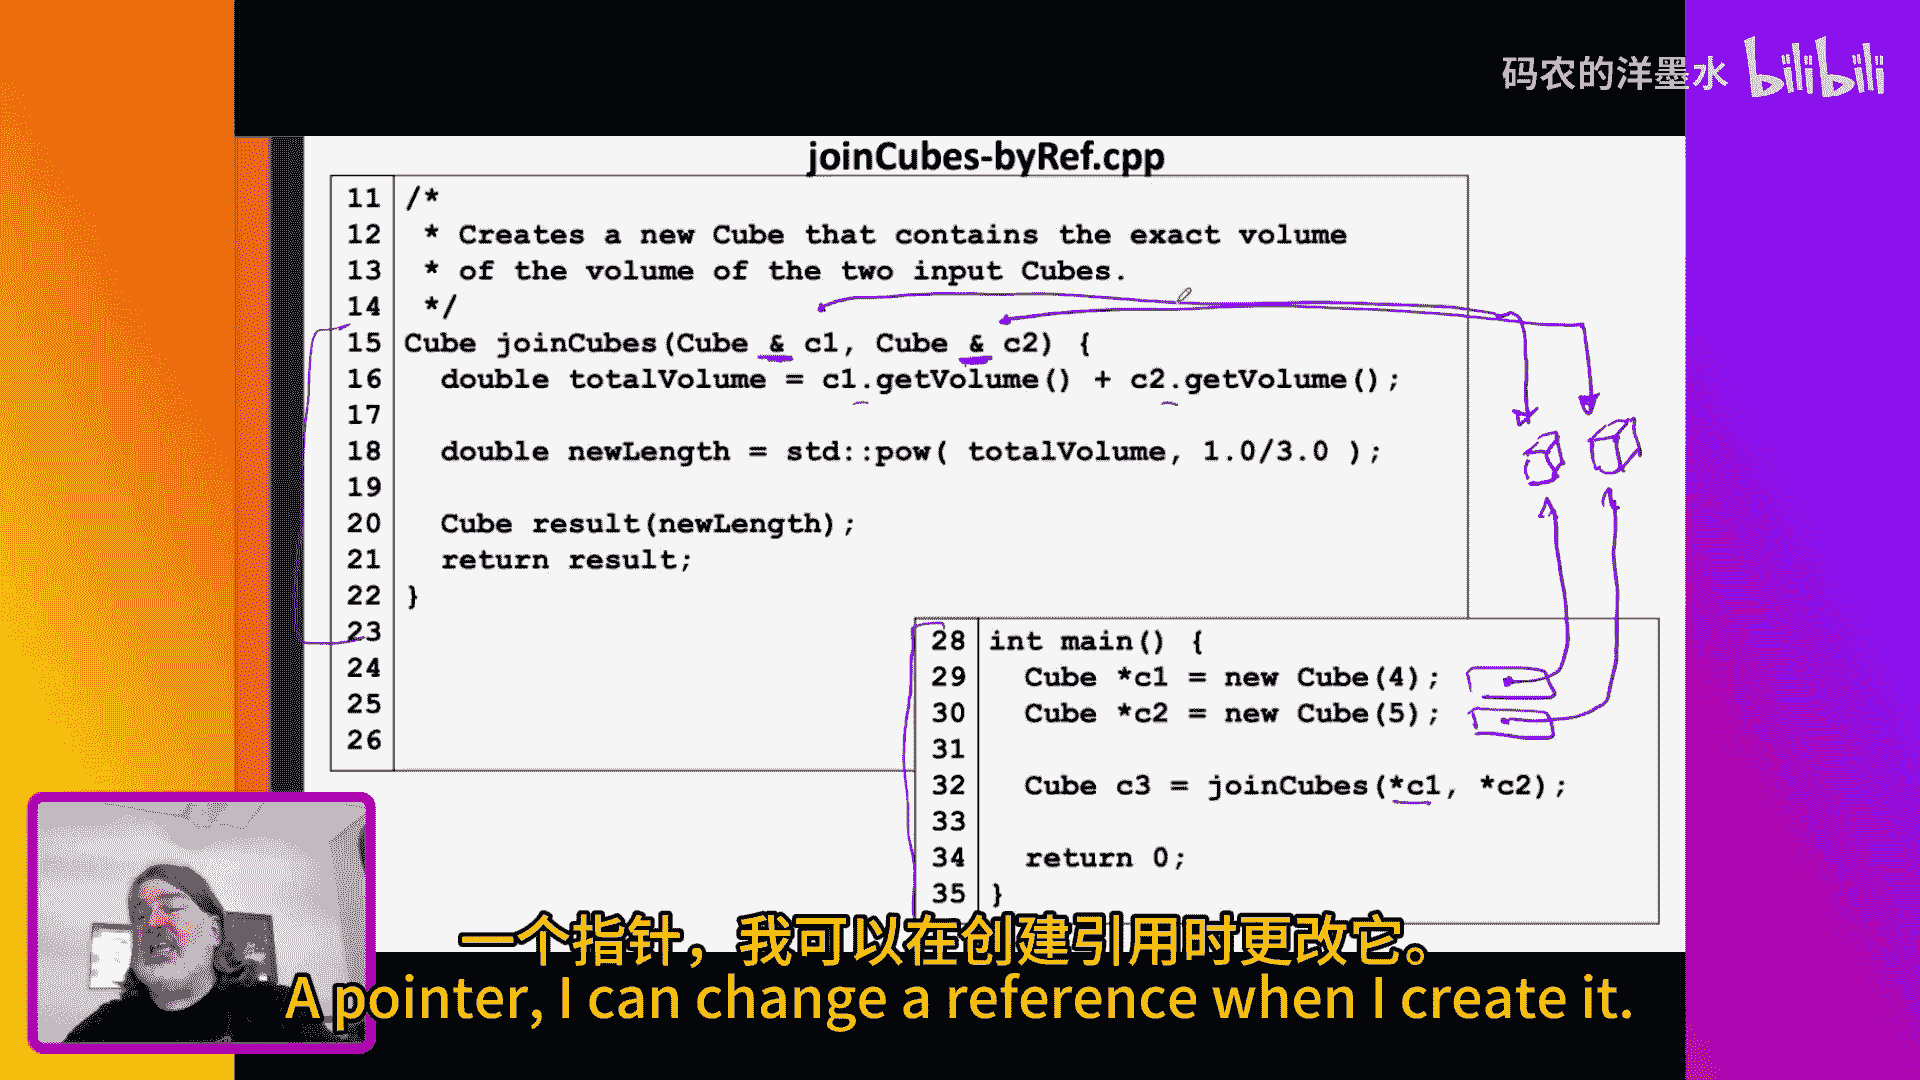 码农的洋墨水 bilibili
joinCubes-byRef.cpp
11 /*
12  * Creates a new Cube that contains the exact volume
13  * of the volume of the two input Cubes.
14  */
15 Cube joinCubes(Cube & c1, Cube & c2) {
16   double totalVolume = c1.getVolume() + c2.getVolume();
17
18   double newLength = std::pow( totalVolume, 1.0/3.0 );
19
20   Cube result(newLength);
21   return result;
22 }
23
24
25
26
28 int main() {
29   Cube *c1 = new Cube(4);
30   Cube *c2 = new Cube(5);
31
32   Cube c3 = joinCubes(*c1, *c2);
33
34   return 0;
35 }
一个指针，我可以在创建引用时更改它。
A pointer, I can change a reference when I create it.